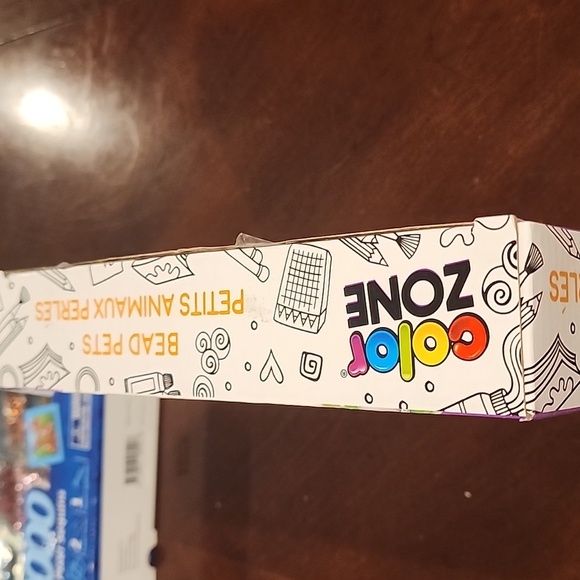 COLOR
ZONE
®
BEAD PETS
PETITS ANIMAUX PERLES